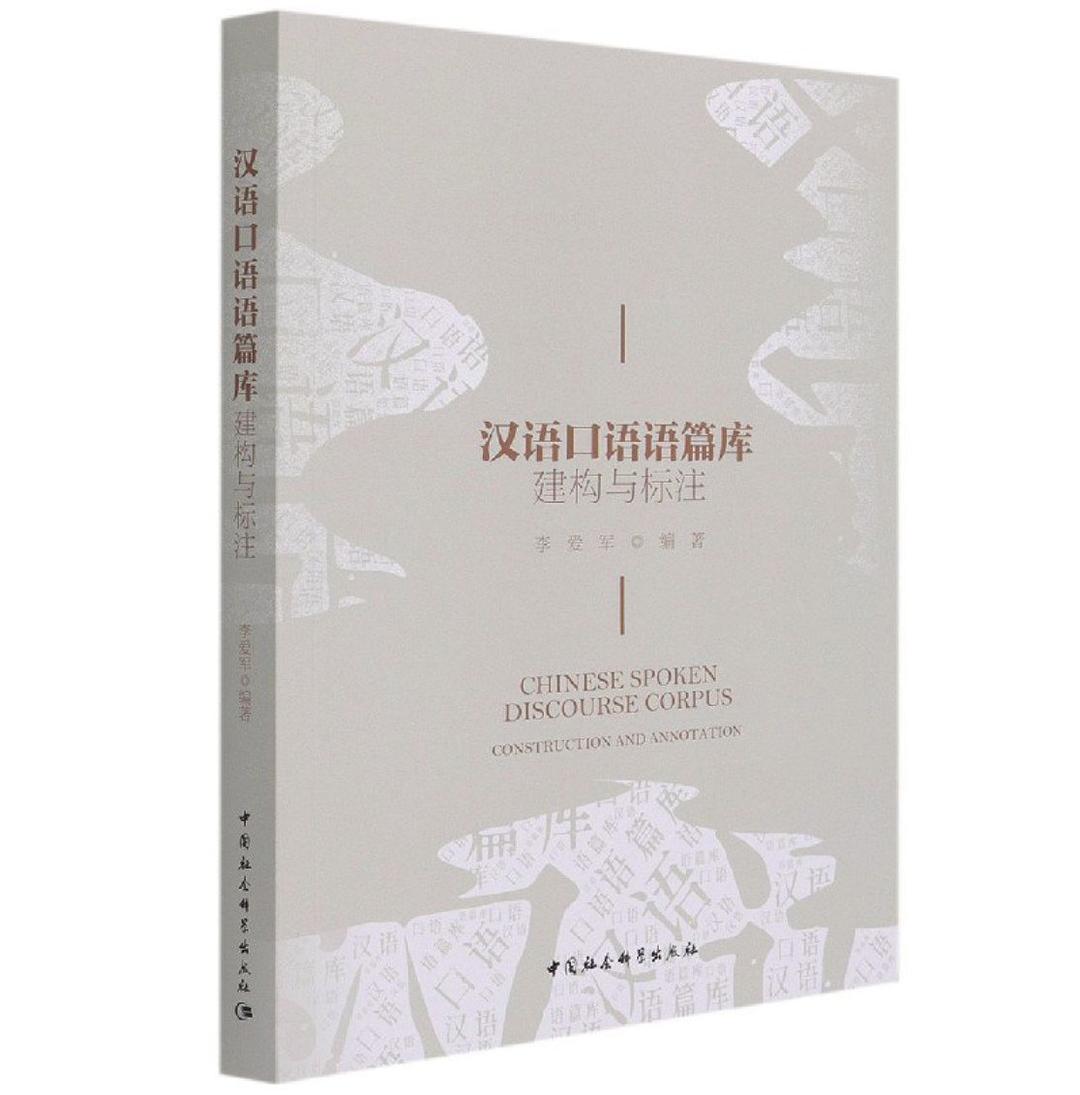 汉语口语语篇库建构与标注
李爱军◎编著
中国社会科学出版社
汉语口语语篇库
建构与标注
李爱军◎编著
CHINESE SPOKEN
DISCOURSE CORPUS
CONSTRUCTION AND ANNOTATION
中国社会科学出版社